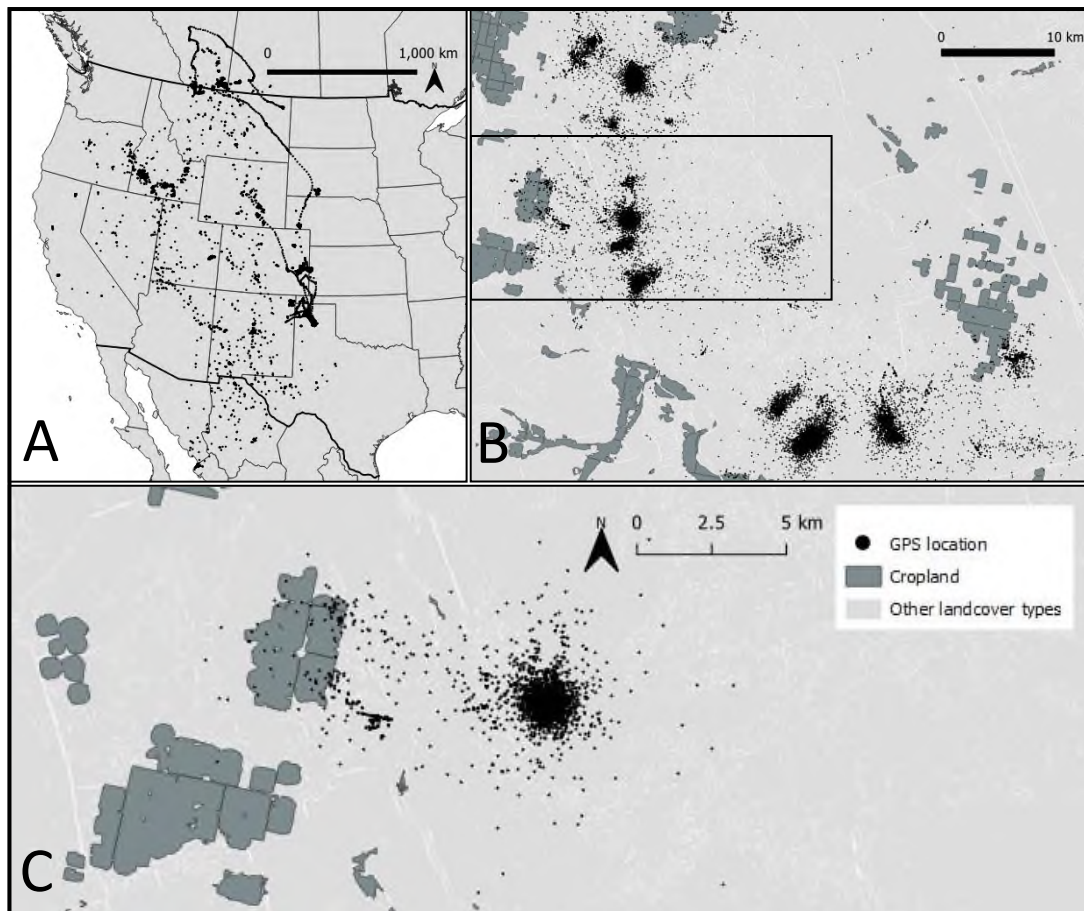 0 1,000 km
N
A
0 10 km
B
N
0 2.5 5 km
GPS location
Cropland
Other landcover types
C